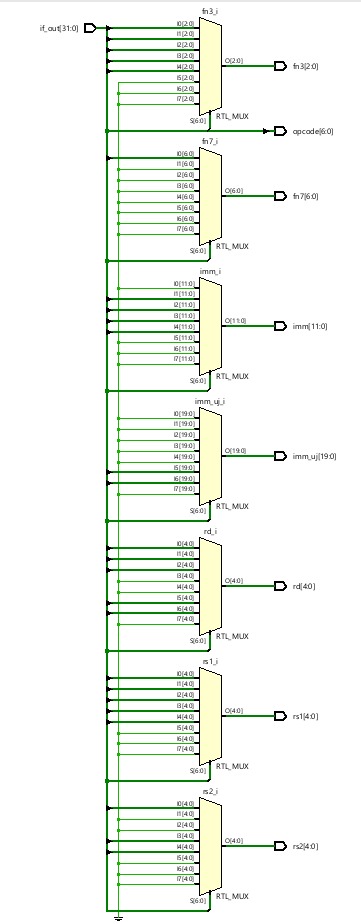 fn3_i
if_out[31:0]
I0[2:0]
I1[2:0]
I2[2:0]
I3[2:0]
I4[2:0]
I5[2:0]
I6[2:0]
I7[2:0]
O[2:0]
fn3[2:0]
S[6:0]
RTL_MUX
opcode[6:0]
fn7_i
I0[6:0]
I1[6:0]
I2[6:0]
I3[6:0]
I4[6:0]
I5[6:0]
I6[6:0]
I7[6:0]
O[6:0]
fn7[6:0]
S[6:0]
RTL_MUX
imm_i
I0[11:0]
I1[11:0]
I2[11:0]
I3[11:0]
I4[11:0]
I5[11:0]
I6[11:0]
I7[11:0]
O[11:0]
imm[11:0]
S[6:0]
RTL_MUX
imm_uj_i
I0[19:0]
I1[19:0]
I2[19:0]
I3[19:0]
I4[19:0]
I5[19:0]
I6[19:0]
I7[19:0]
O[19:0]
imm_uj[19:0]
S[6:0]
RTL_MUX
rd_i
I0[4:0]
I1[4:0]
I2[4:0]
I3[4:0]
I4[4:0]
I5[4:0]
I6[4:0]
I7[4:0]
O[4:0]
rd[4:0]
S[6:0]
RTL_MUX
rs1_i
I0[4:0]
I1[4:0]
I2[4:0]
I3[4:0]
I4[4:0]
I5[4:0]
I6[4:0]
I7[4:0]
O[4:0]
rs1[4:0]
S[6:0]
RTL_MUX
rs2_i
I0[4:0]
I1[4:0]
I2[4:0]
I3[4:0]
I4[4:0]
I5[4:0]
I6[4:0]
I7[4:0]
O[4:0]
rs2[4:0]
S[6:0]
RTL_MUX